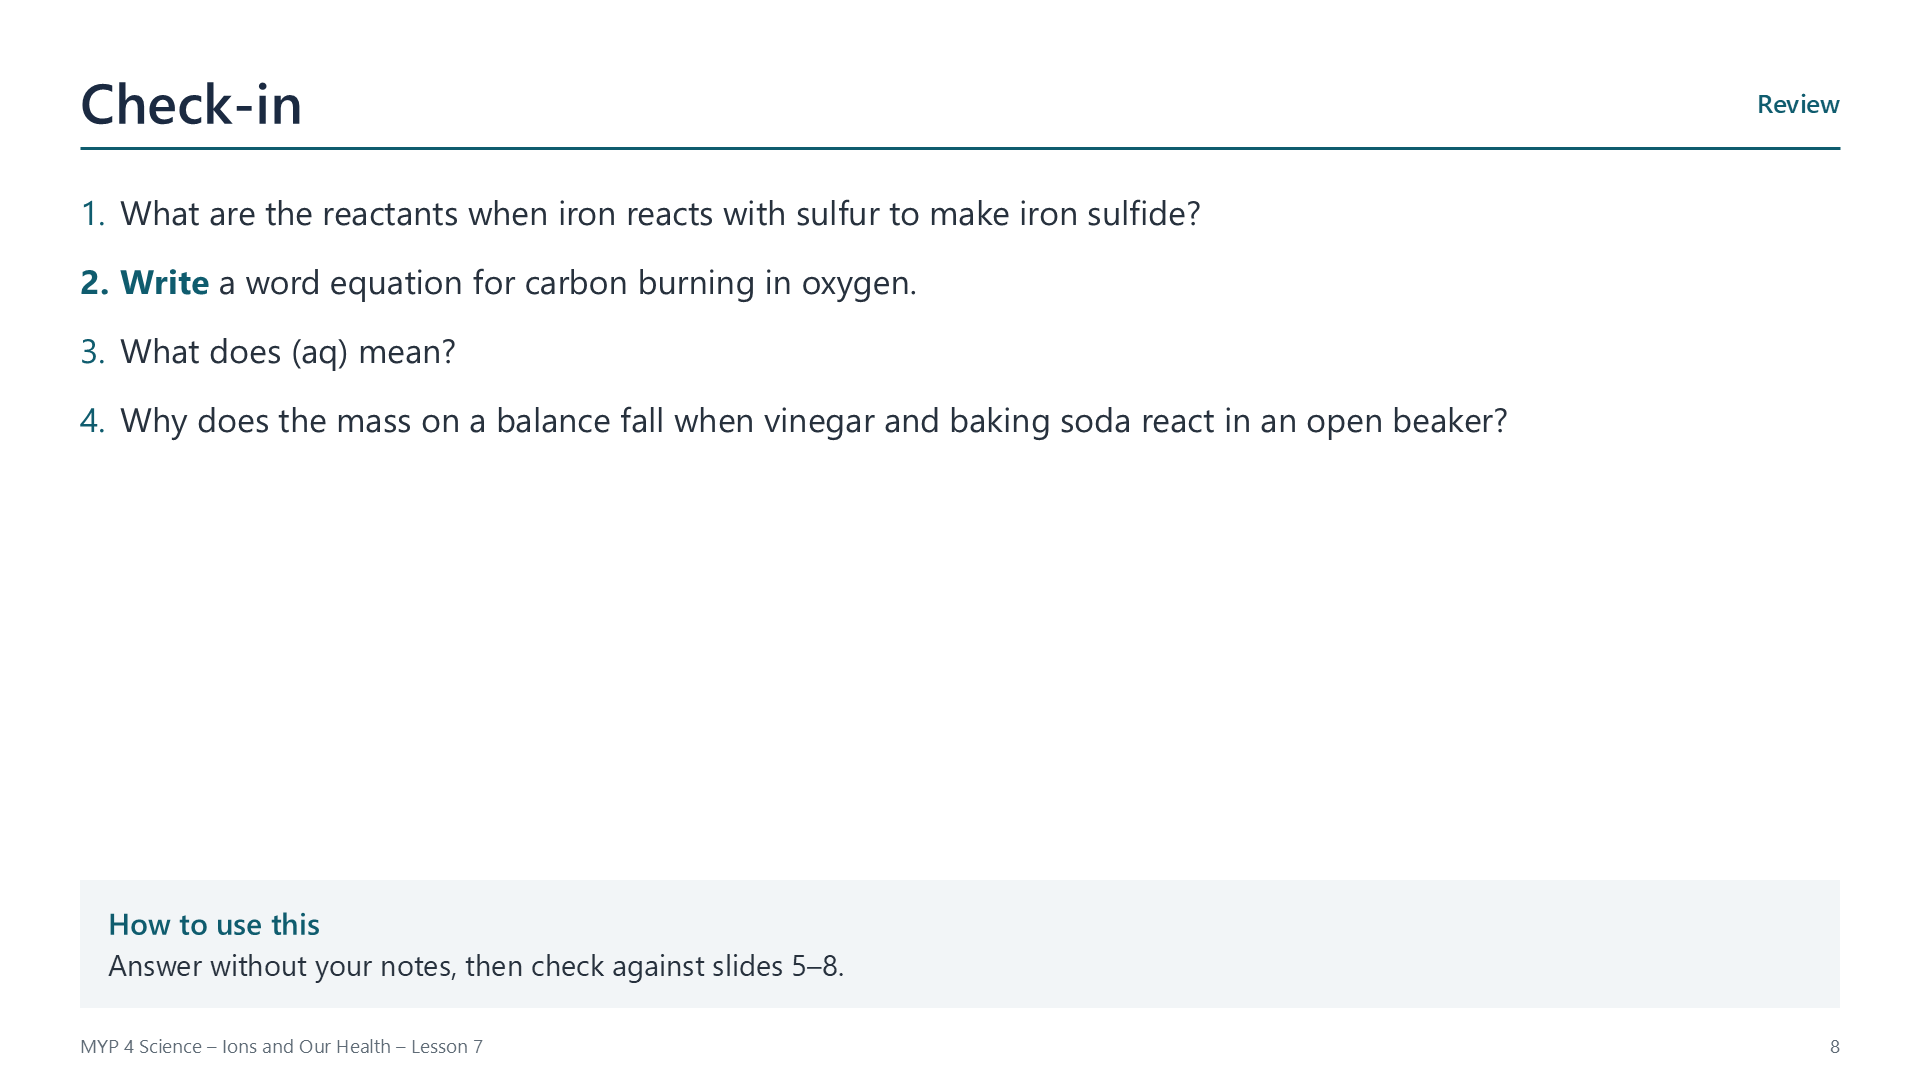 Check-in
Review
1. What are the reactants when iron reacts with sulfur to make iron sulfide?
2. Write a word equation for carbon burning in oxygen.
3. What does (aq) mean?
4. Why does the mass on a balance fall when vinegar and baking soda react in an open beaker?
How to use this
Answer without your notes, then check against slides 5–8.
MYP 4 Science – Ions and Our Health – Lesson 7
8